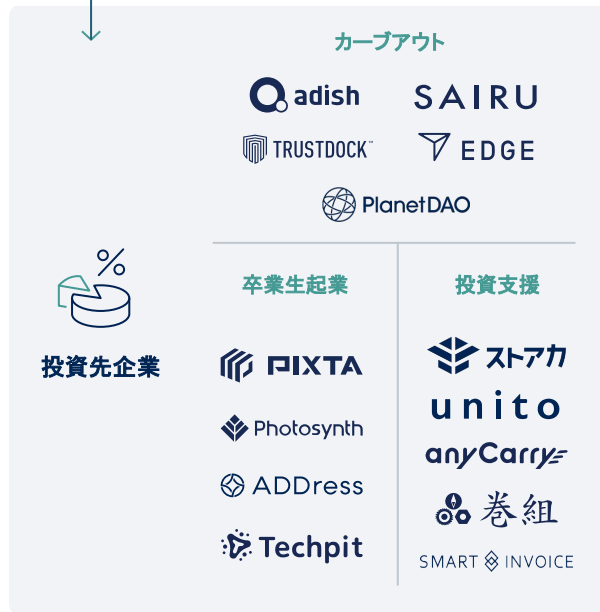 カーブアウト
adish
SAIRU
TRUSTDOCK™
EDGE
PlanetDAO
%
投資先企業
卒業生起業
PIXTA
Photosynth
ADDress
Techpit
投資支援
ストアカ
unito
anyCarry
巻組
SMART INVOICE